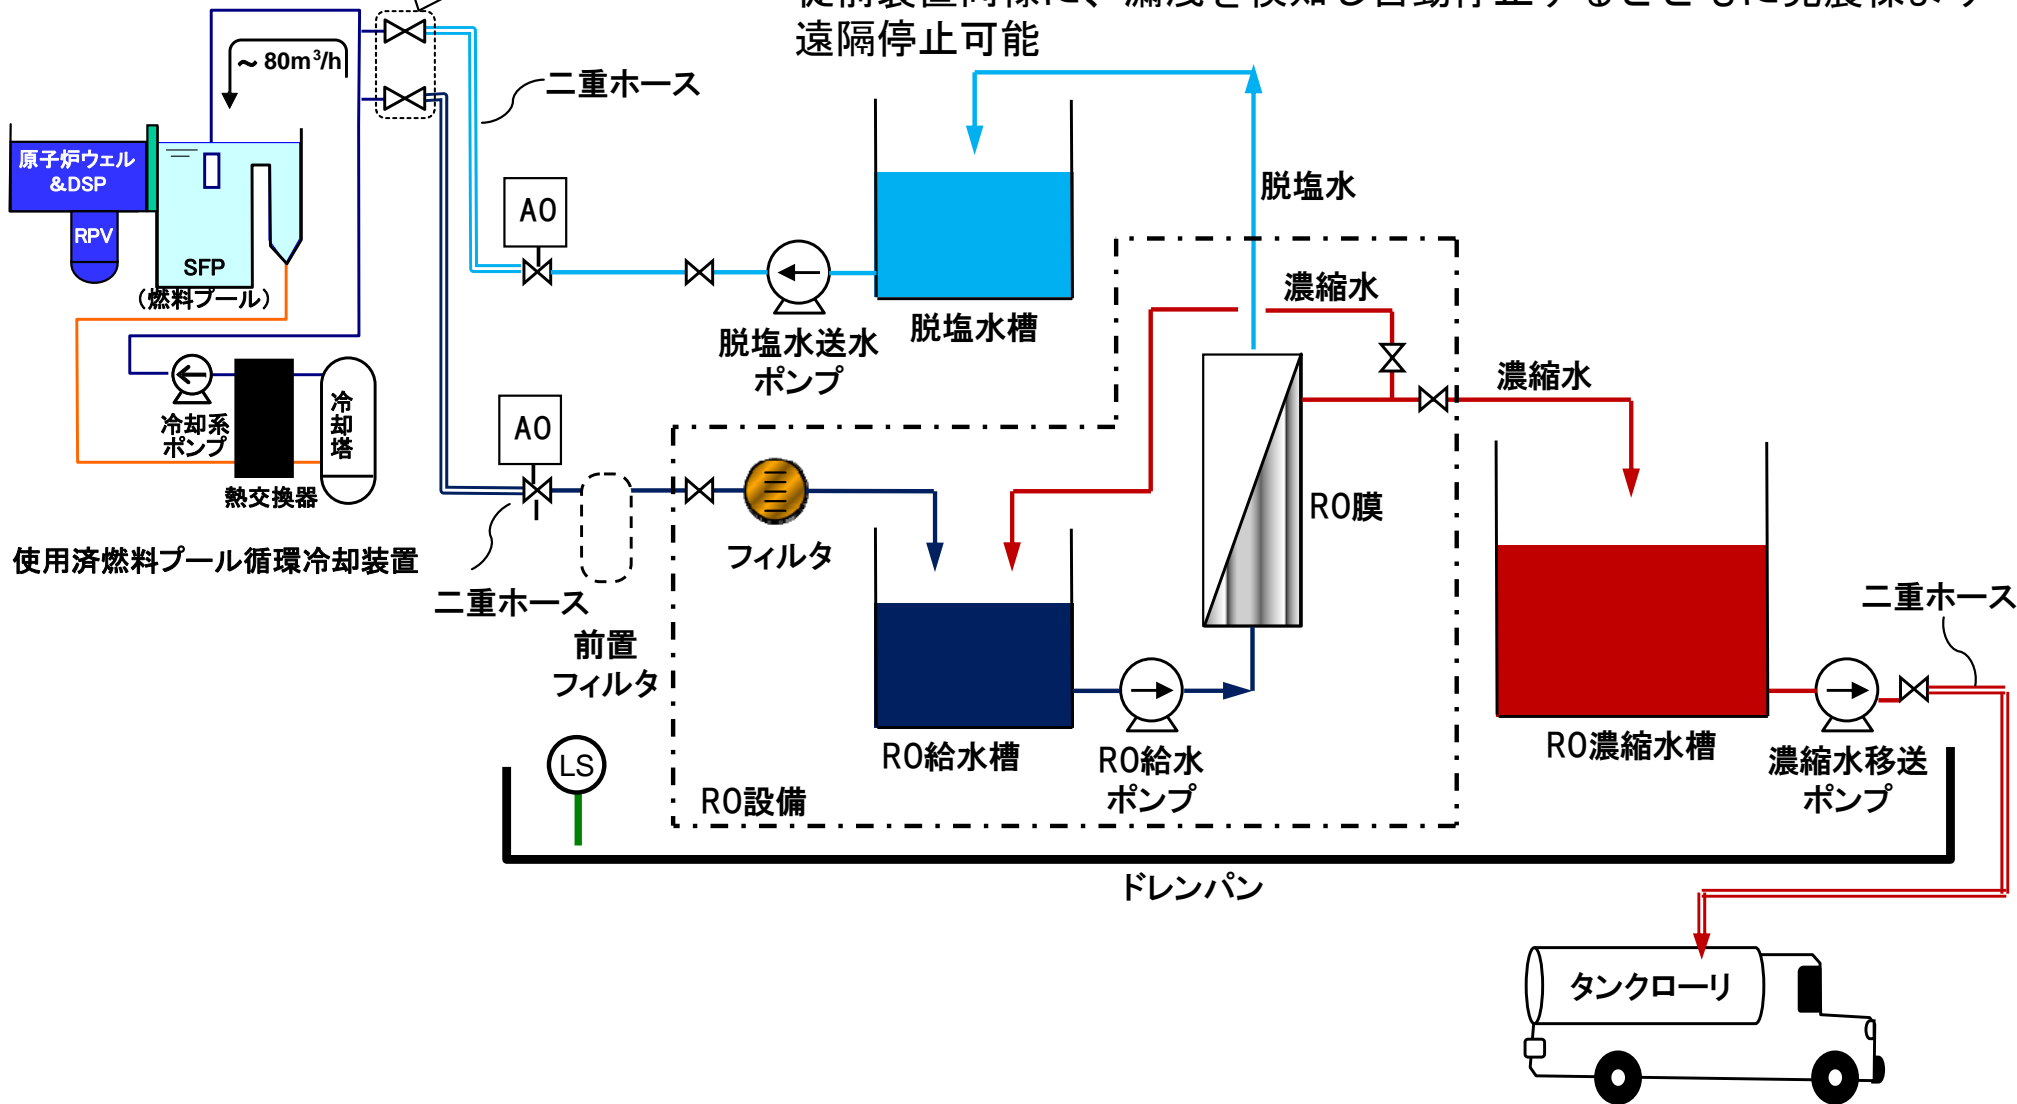 遠隔停止可能
～ 80m³/h
二重ホース
原子炉ウェル
&DSP
RPV
SFP
(燃料プール)
AO
脱塩水
濃縮水
脱塩水送水
ポンプ
脱塩水槽
濃縮水
冷却系
ポンプ
冷却塔
熱交換器
AO
使用済燃料プール循環冷却装置
二重ホース
フィルタ
RO膜
前置
フィルタ
二重ホース
RO給水槽
RO給水
ポンプ
RO濃縮水槽
濃縮水移送
ポンプ
LS
RO設備
ドレンパン
タンクローリ